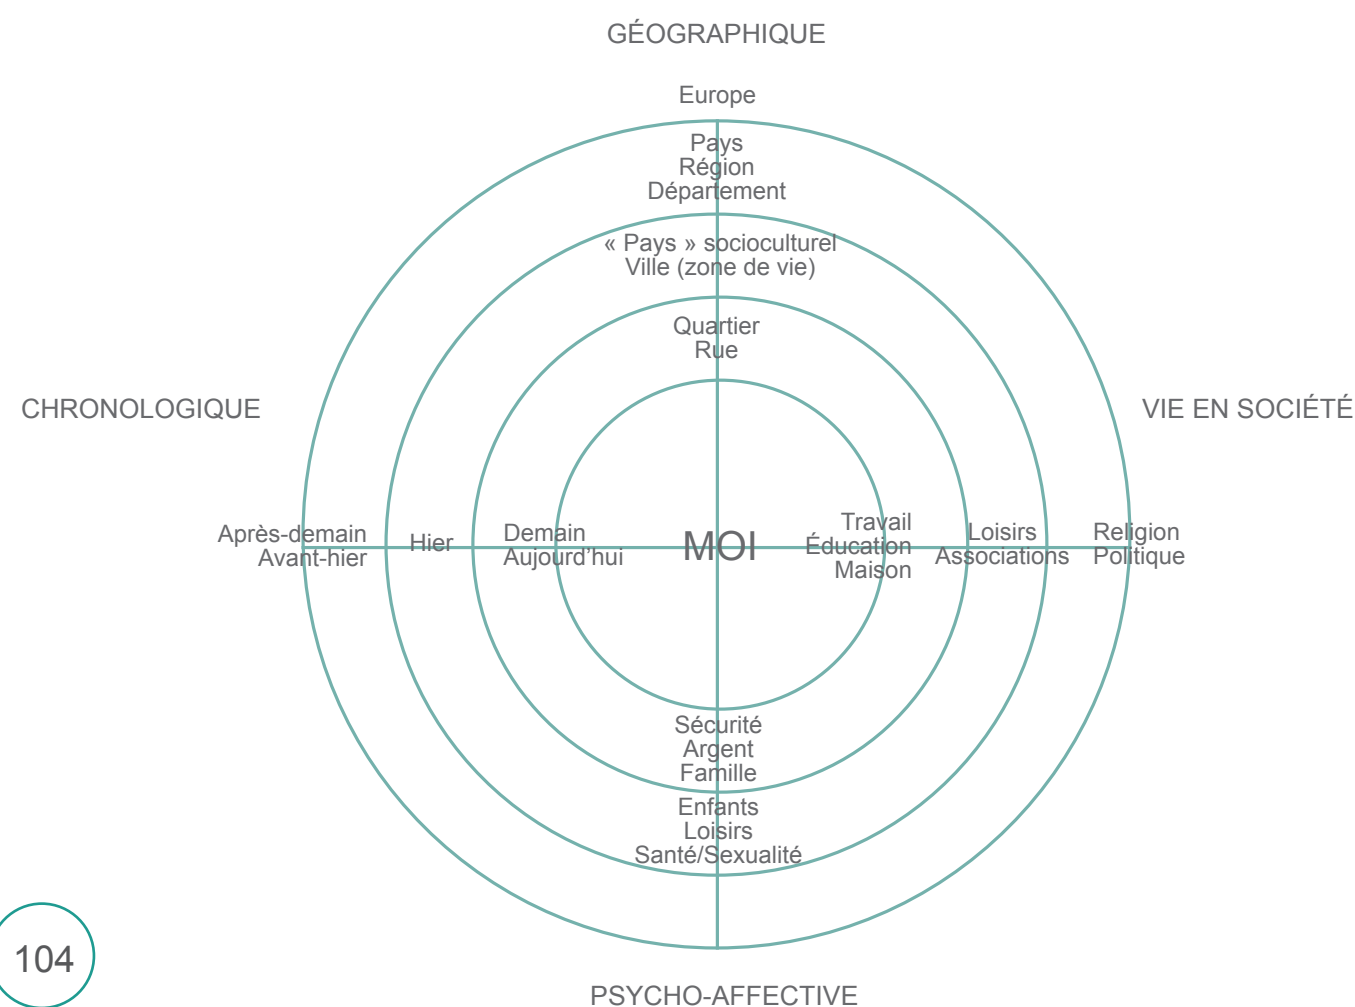 GÉOGRAPHIQUE
Europe
Pays
Région
Département
« Pays » socioculturel
Ville (zone de vie)
Quartier
Rue
CHRONOLOGIQUE
VIE EN SOCIÉTÉ
Après-demain
Avant-hier
Hier
Demain
Aujourd'hui
MOI
Travail
Éducation
Maison
Loisirs
Associations
Religion
Politique
Sécurité
Argent
Famille
Enfants
Loisirs
Santé/Sexualité
104
PSYCHO-AFFECTIVE